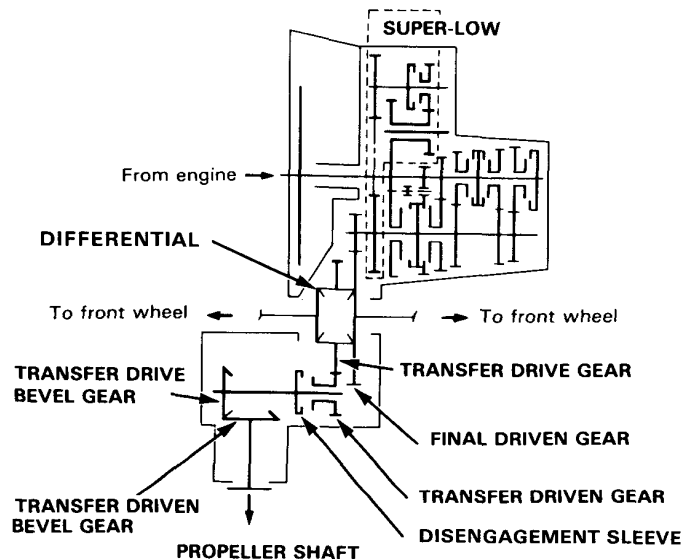 SUPER-LOW
From engine
DIFFERENTIAL
To front wheel
To front wheel
TRANSFER DRIVE
BEVEL GEAR
TRANSFER DRIVE GEAR
FINAL DRIVEN GEAR
TRANSFER DRIVEN GEAR
TRANSFER DRIVEN
BEVEL GEAR
DISENGAGEMENT SLEEVE
PROPELLER SHAFT